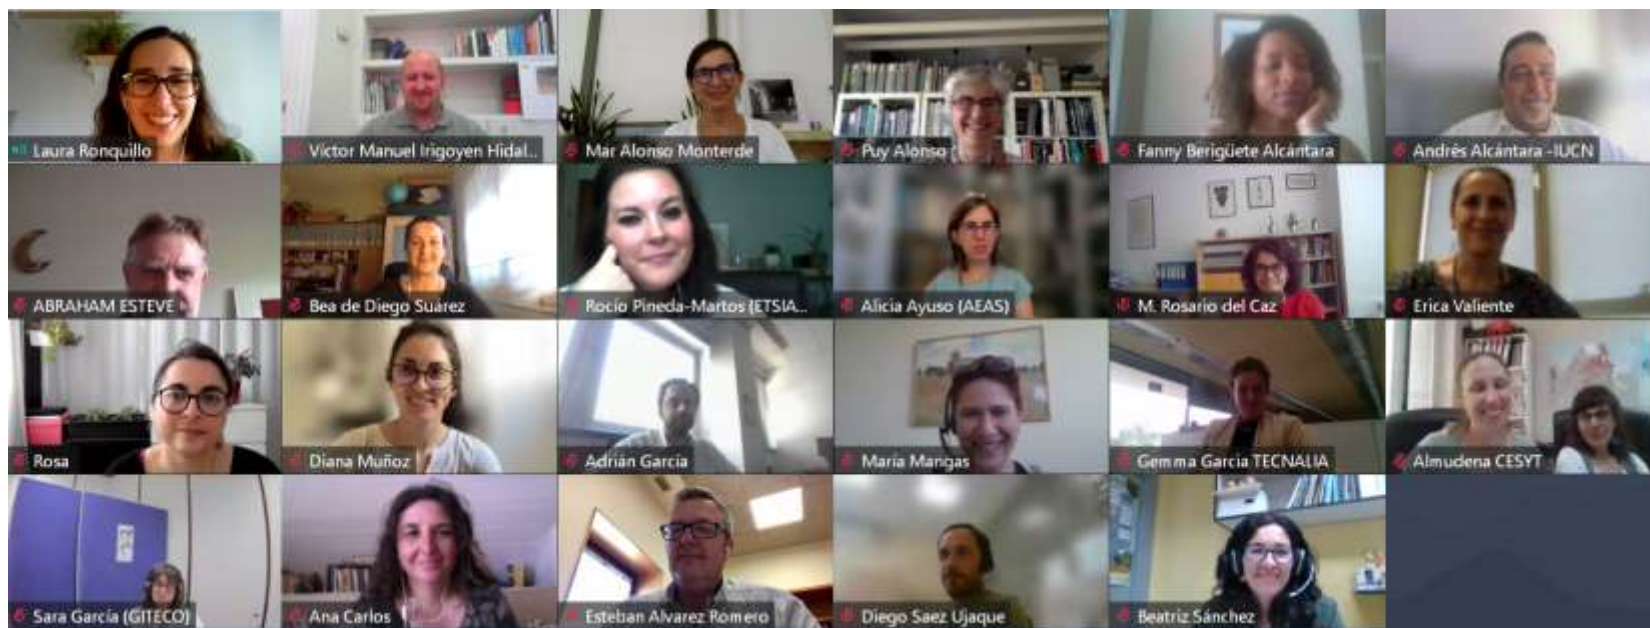 Laura Ronquillo
Víctor Manuel Irigoyen Hidal...
Mar Alonso Monterde
Puy Alonso
Fanny Berigüete Alcántara
Andrés Alcántara -IUCN
ABRAHAM ESTEVE
Bea de Diego Suárez
Rocío Pineda-Martos (ETSIA...
Alicia Ayuso (AEAS)
M. Rosario del Caz
Erica Valiente
Rosa
Diana Muñoz
Adrián García
María Mangas
Gemma García TECNALIA
Almudena CESYT
Sara García (GITECO)
Ana Carlos
Esteban Alvarez Romero
Diego Saez Ujaque
Beatriz Sánchez